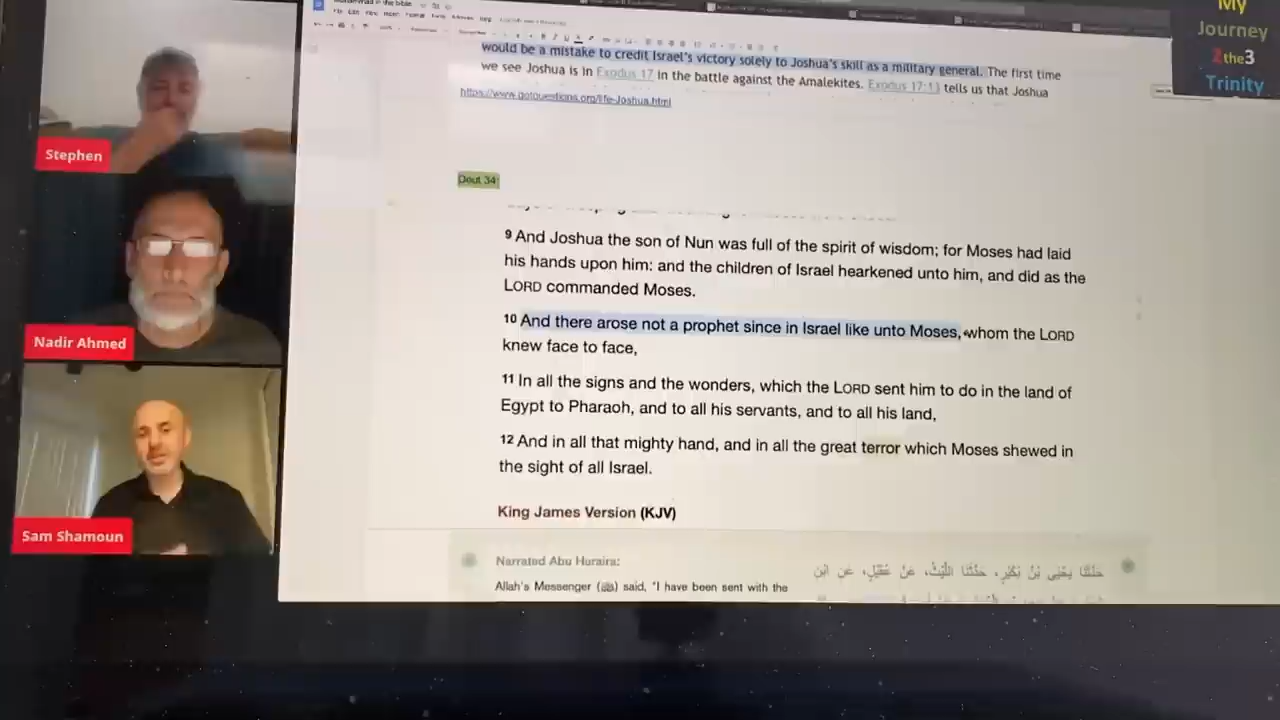 My
Journey
2the3
Trinity
would be a mistake to credit Israel's victory solely to Joshua's skill as a military general. The first time
we see Joshua is in Exodus 17 in the battle against the Amalekites. Exodus 17:13 tells us that Joshua
https://www.gotquestions.org/life-Joshua.html
Deut 34:
9 And Joshua the son of Nun was full of the spirit of wisdom; for Moses had laid
his hands upon him: and the children of Israel hearkened unto him, and did as the
LORD commanded Moses.
10 And there arose not a prophet since in Israel like unto Moses, whom the LORD
knew face to face,
11 In all the signs and the wonders, which the LORD sent him to do in the land of
Egypt to Pharaoh, and to all his servants, and to all his land,
12 And in all that mighty hand, and in all the great terror which Moses shewed in
the sight of all Israel.
King James Version (KJV)
Narrated Abu Huraira:
Allah's Messenger (ﷺ) said, "I have been sent with the
حَدَّثَنَا يَحْيَى بْنُ بُكَيْرٍ، حَدَّثَنَا اللَّيْثُ، عَنْ عُقَيْلٍ، عَنِ ابْنِ
Stephen
Nadir Ahmed
Sam Shamoun